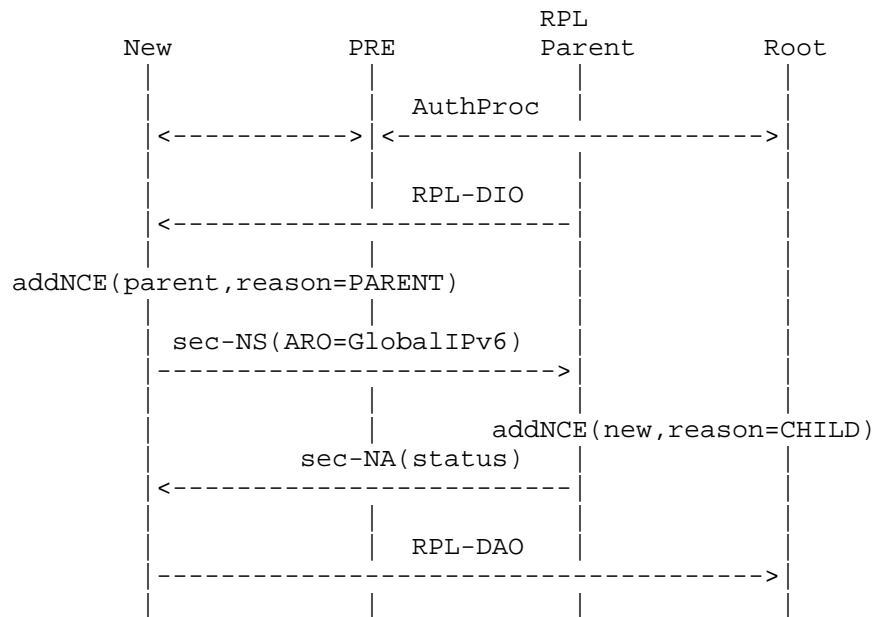 RPL
New PRE Parent Root
AuthProc
RPL-DIO
addNCE(parent,reason=PARENT)
sec-NS(ARO=GlobalIPv6)
addNCE(new,reason=CHILD)
sec-NA(status)
RPL-DAO